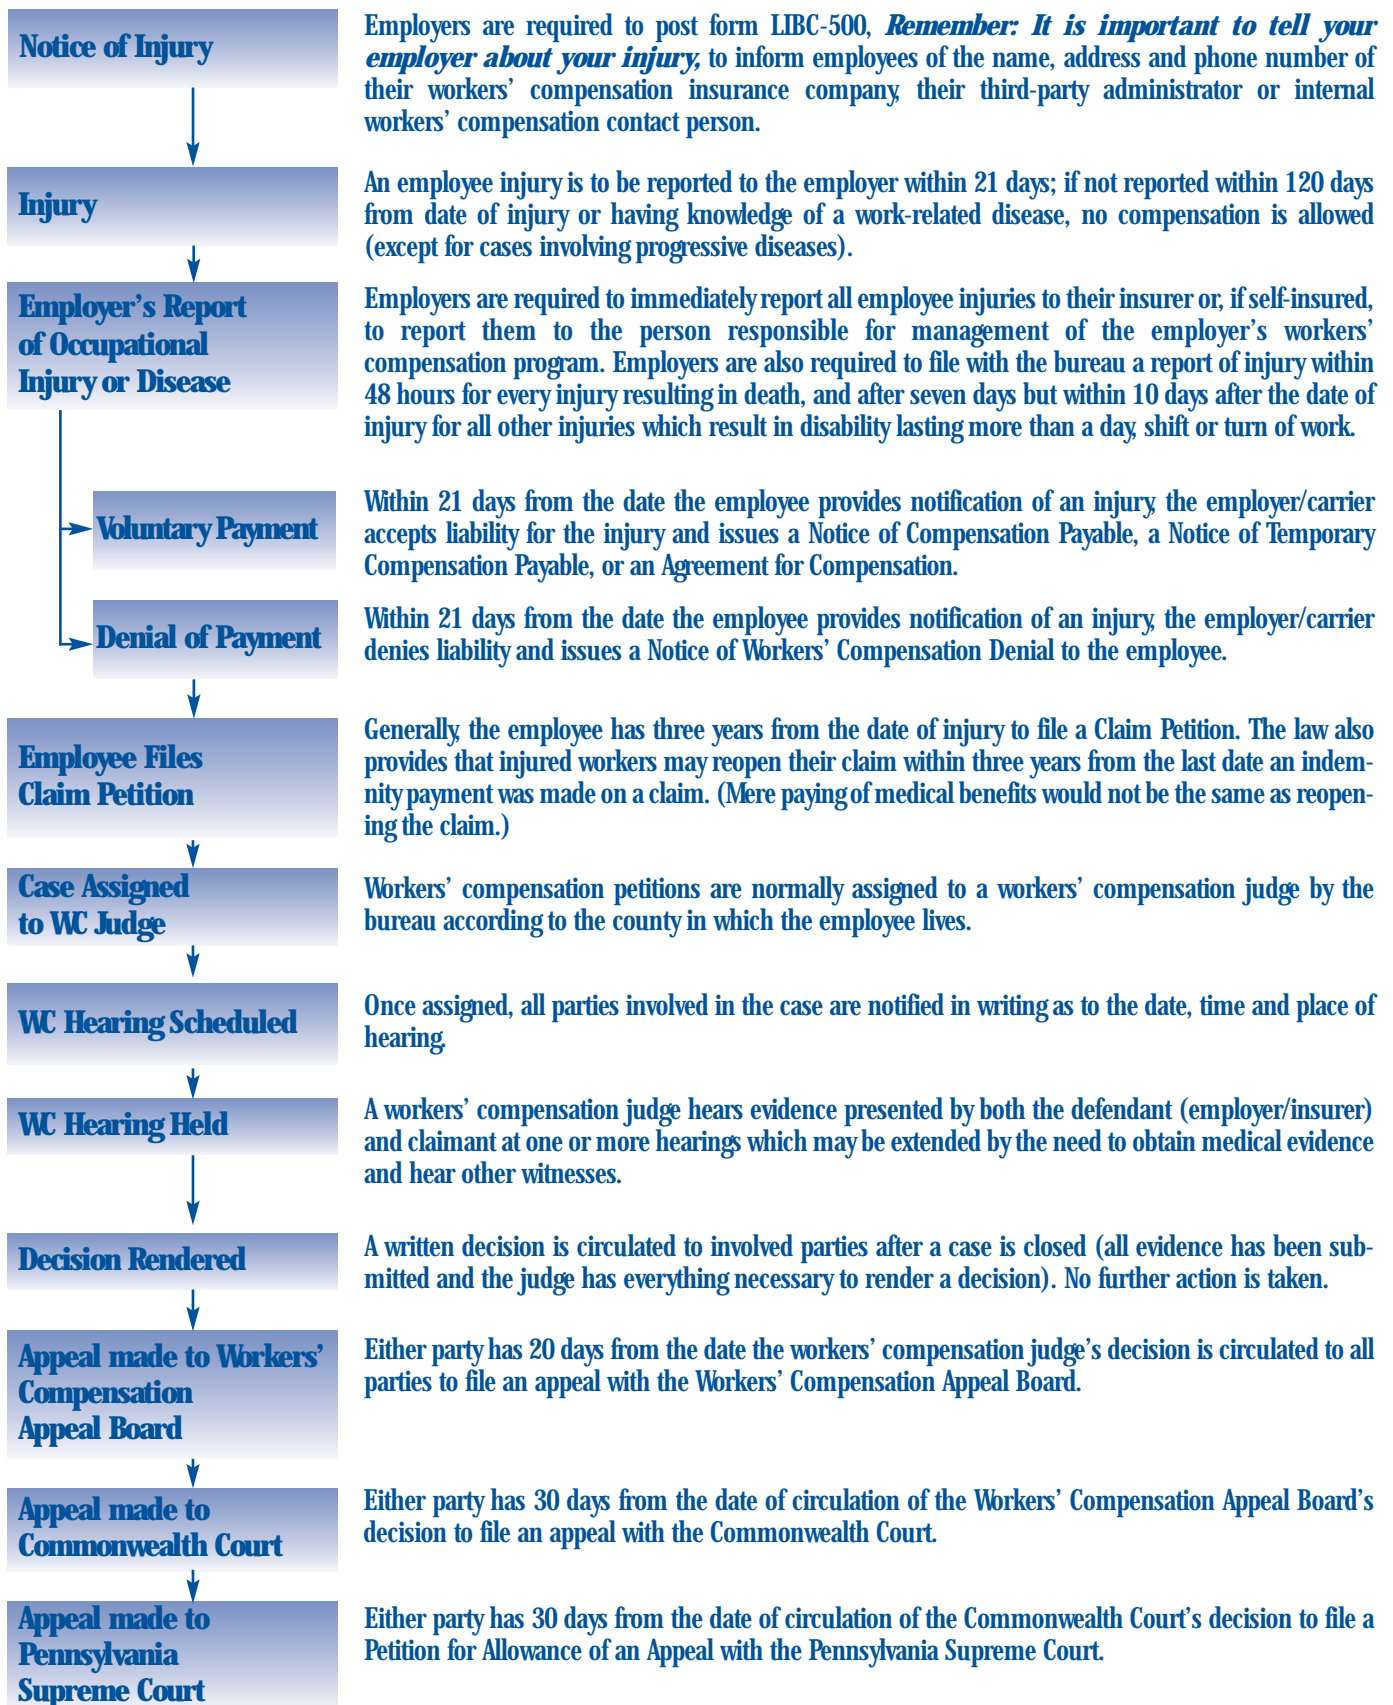 Notice of Injury
Employers are required to post form LIBC-500, Remember: It is important to tell your
employer about your injury, to inform employees of the name, address and phone number of
their workers’ compensation insurance company, their third-party administrator or internal
workers’ compensation contact person.
Injury
An employee injury is to be reported to the employer within 21 days; if not reported within 120 days
from date of injury or having knowledge of a work-related disease, no compensation is allowed
(except for cases involving progressive diseases).
Employer’s Report
of Occupational
Injury or Disease
Employers are required to immediately report all employee injuries to their insurer or, if self-insured,
to report them to the person responsible for management of the employer’s workers’
compensation program. Employers are also required to file with the bureau a report of injury within
48 hours for every injury resulting in death, and after seven days but within 10 days after the date of
injury for all other injuries which result in disability lasting more than a day, shift or turn of work.
Voluntary Payment
Within 21 days from the date the employee provides notification of an injury, the employer/carrier
accepts liability for the injury and issues a Notice of Compensation Payable, a Notice of Temporary
Compensation Payable, or an Agreement for Compensation.
Denial of Payment
Within 21 days from the date the employee provides notification of an injury, the employer/carrier
denies liability and issues a Notice of Workers’ Compensation Denial to the employee.
Employee Files
Claim Petition
Generally, the employee has three years from the date of injury to file a Claim Petition. The law also
provides that injured workers may reopen their claim within three years from the last date an indem-
nity payment was made on a claim. (Mere paying of medical benefits would not be the same as reopen-
ing the claim.)
Case Assigned
to WC Judge
Workers’ compensation petitions are normally assigned to a workers’ compensation judge by the
bureau according to the county in which the employee lives.
WC Hearing Scheduled
Once assigned, all parties involved in the case are notified in writing as to the date, time and place of
hearing.
WC Hearing Held
A workers’ compensation judge hears evidence presented by both the defendant (employer/insurer)
and claimant at one or more hearings which may be extended by the need to obtain medical evidence
and hear other witnesses.
Decision Rendered
A written decision is circulated to involved parties after a case is closed (all evidence has been sub-
mitted and the judge has everything necessary to render a decision). No further action is taken.
Appeal made to Workers’
Compensation
Appeal Board
Either party has 20 days from the date the workers’ compensation judge’s decision is circulated to all
parties to file an appeal with the Workers’ Compensation Appeal Board.
Appeal made to
Commonwealth Court
Either party has 30 days from the date of circulation of the Workers’ Compensation Appeal Board’s
decision to file an appeal with the Commonwealth Court.
Appeal made to
Pennsylvania
Supreme Court
Either party has 30 days from the date of circulation of the Commonwealth Court’s decision to file a
Petition for Allowance of an Appeal with the Pennsylvania Supreme Court.